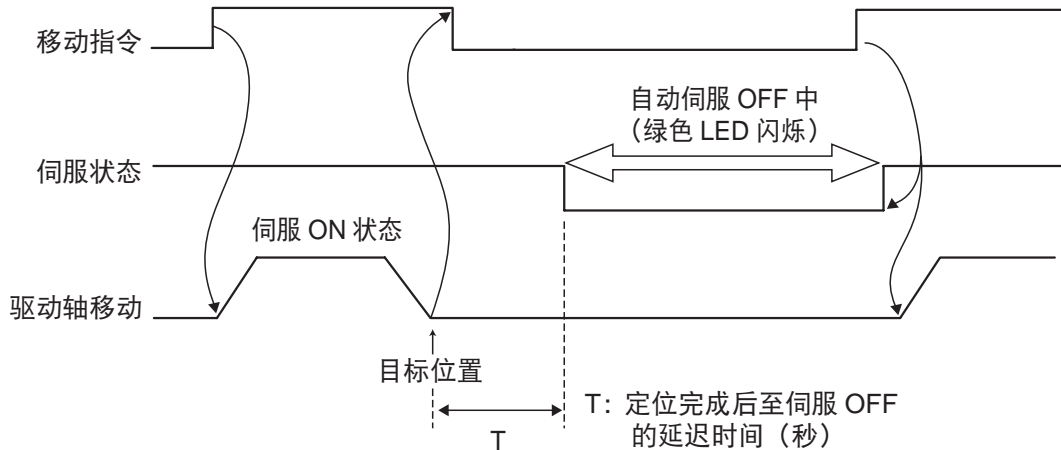 移动指令
自动伺服 OFF 中
（绿色 LED 闪烁）
伺服状态
伺服 ON 状态
驱动轴移动
目标位置
T
T：定位完成后至伺服 OFF
的延迟时间（秒）